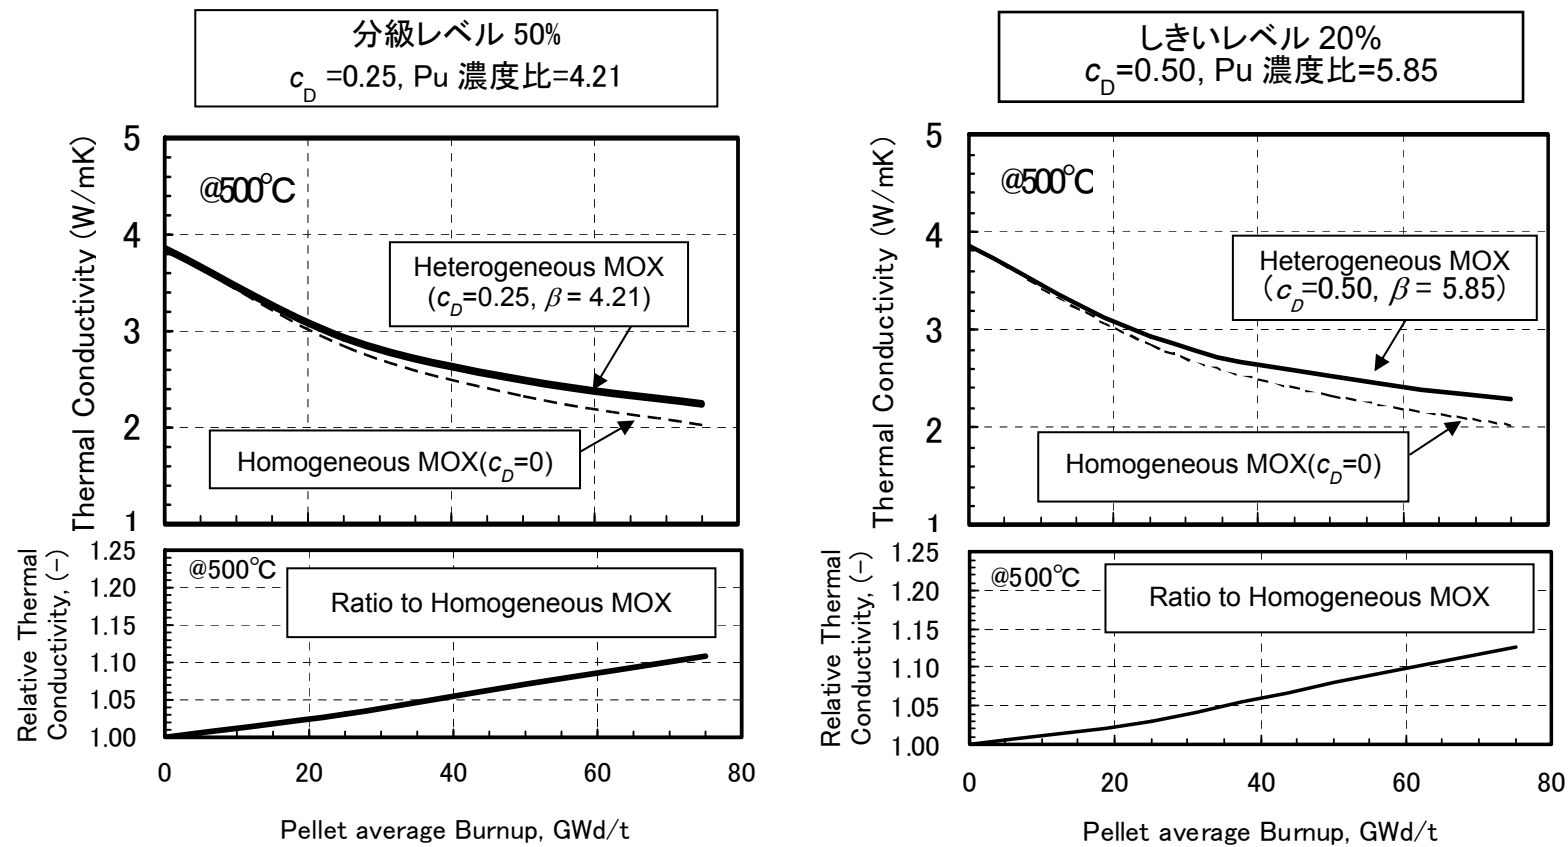 分級レベル 50%
cD =0.25, Pu 濃度比=4.21
5
4
3
2
1
Thermal Conductivity (W/mK)
@500℃
Heterogeneous MOX
(cD=0.25, β = 4.21)
Homogeneous MOX(cD=0)
1.25
1.20
1.15
1.10
1.05
1.00
Relative Thermal
Conductivity, (-)
@500℃
Ratio to Homogeneous MOX
0 20 40 60 80
Pellet average Burnup, GWd/t
しきいレベル 20%
cD=0.50, Pu 濃度比=5.85
5
4
3
2
1
Thermal Conductivity (W/mK)
@500℃
Heterogeneous MOX
(cD=0.50, β = 5.85)
Homogeneous MOX(cD=0)
1.25
1.20
1.15
1.10
1.05
1.00
Relative Thermal
Conductivity, (-)
@500℃
Ratio to Homogeneous MOX
0 20 40 60 80
Pellet average Burnup, GWd/t